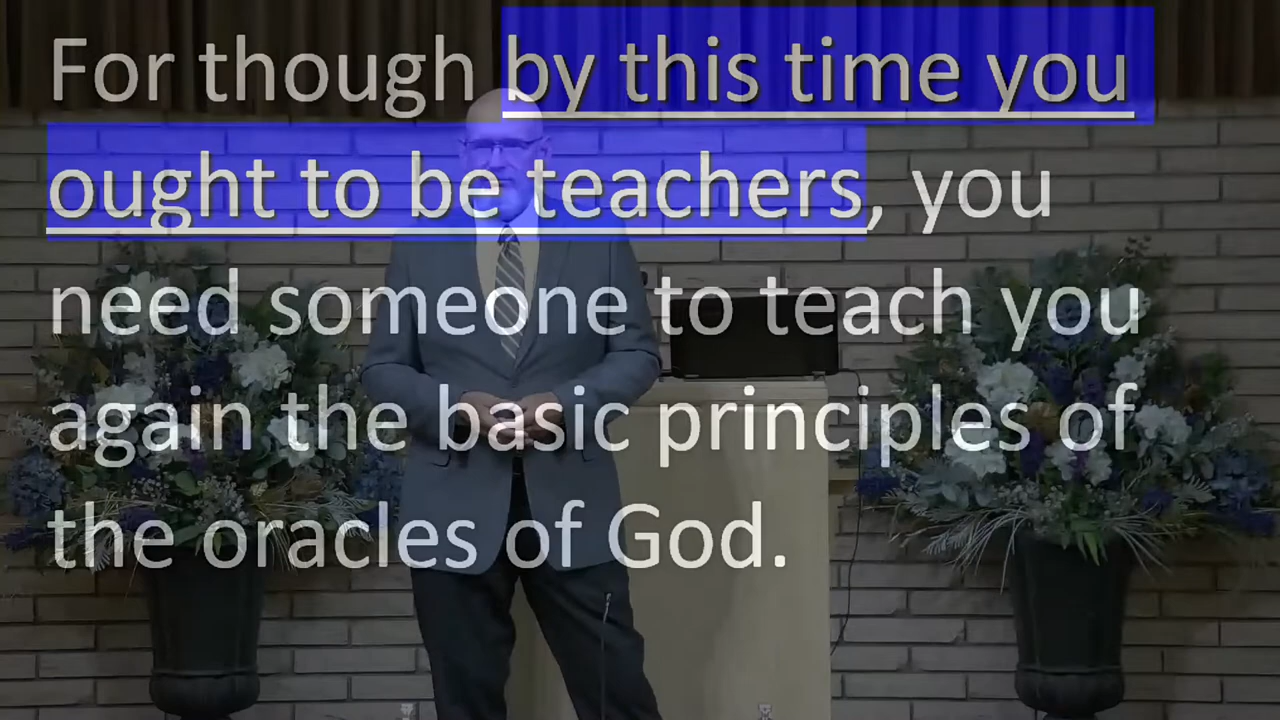 For though by this time you
ought to be teachers, you
need someone to teach you
again the basic principles of
the oracles of God.